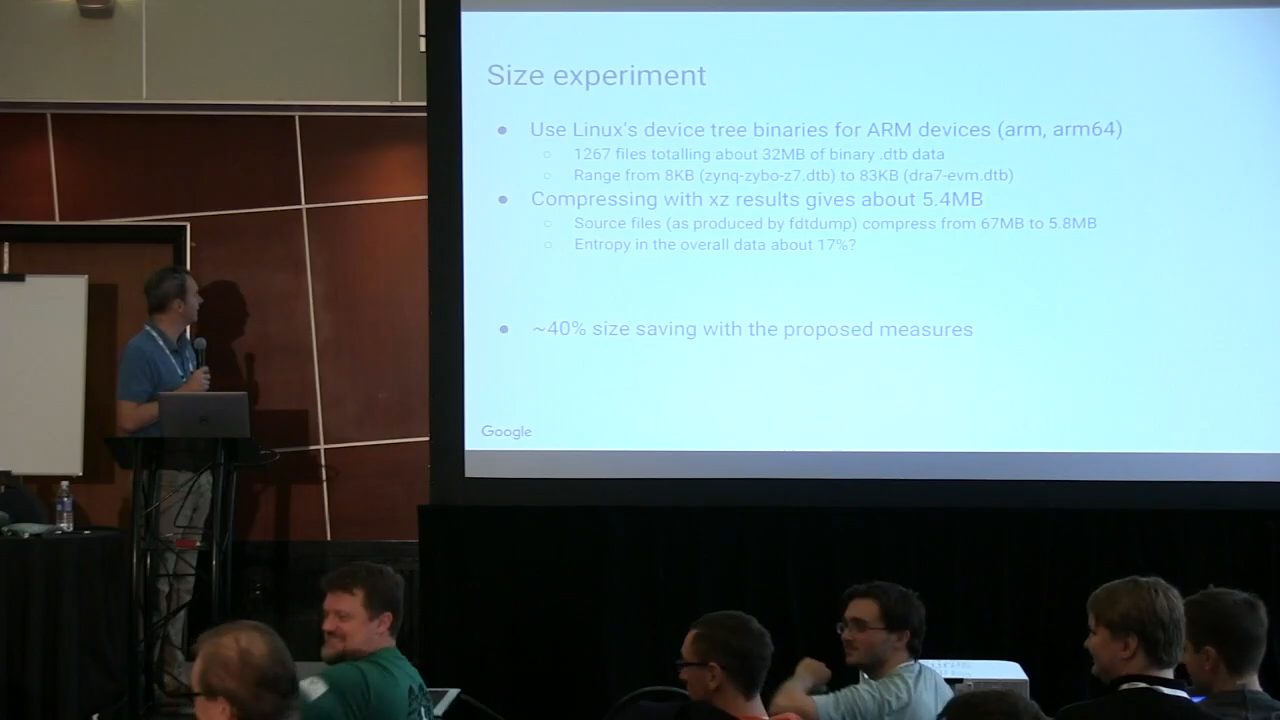 Size experiment
Use Linux's device tree binaries for ARM devices (arm, arm64)
1267 files totalling about 32MB of binary .dtb data
Range from 8KB (zynq-zybo-z7.dtb) to 83KB (dra7-evm.dtb)
Compressing with xz results gives about 5.4MB
Source files (as produced by fdtdump) compress from 67MB to 5.8MB
Entropy in the overall data about 17%?
~40% size saving with the proposed measures
Google